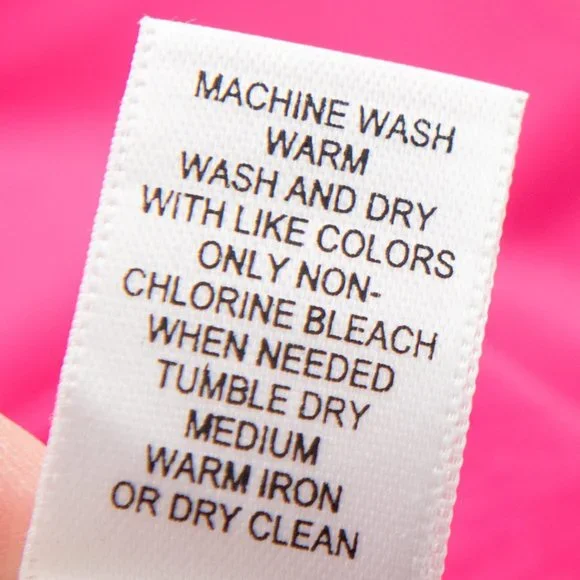 MACHINE WASH
WARM
WASH AND DRY
WITH LIKE COLORS
ONLY NON-
CHLORINE BLEACH
WHEN NEEDED
TUMBLE DRY
MEDIUM
WARM IRON
OR DRY CLEAN